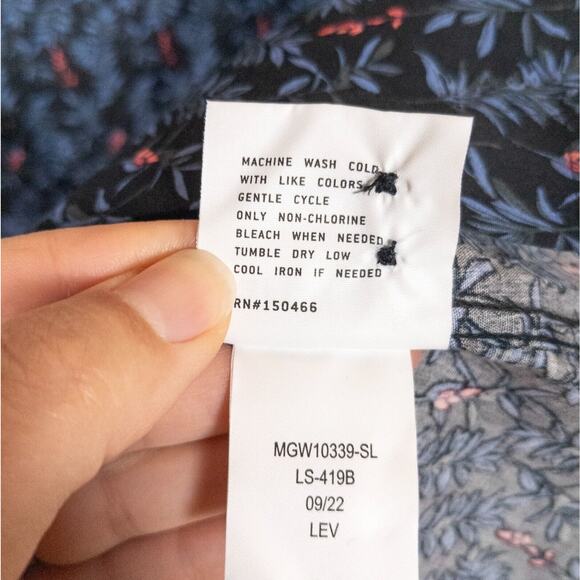 MACHINE WASH COLD
WITH LIKE COLORS
GENTLE CYCLE
ONLY NON-CHLORINE
BLEACH WHEN NEEDED
TUMBLE DRY LOW
COOL IRON IF NEEDED
RN#150466
MGW10339-SL
LS-419B
09/22
LEV